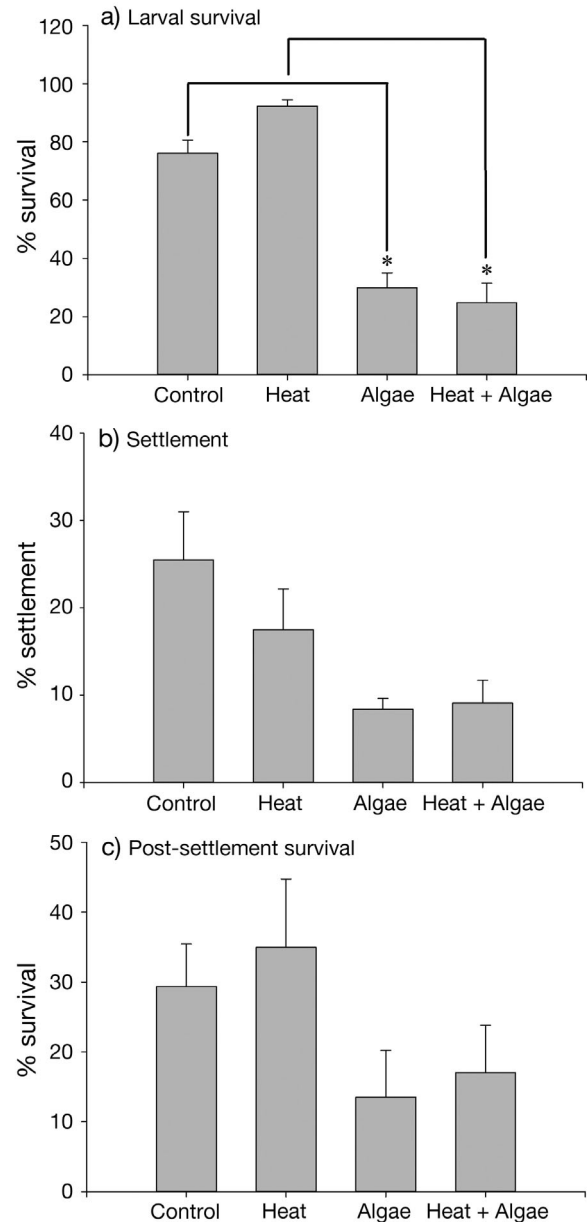 a) Larval survival
120
100
80
60
40
20
0
% survival
*
*
Control Heat Algae Heat + Algae
b) Settlement
40
30
20
10
0
% settlement
Control Heat Algae Heat + Algae
c) Post-settlement survival
50
40
30
20
10
0
% survival
Control Heat Algae Heat + Algae